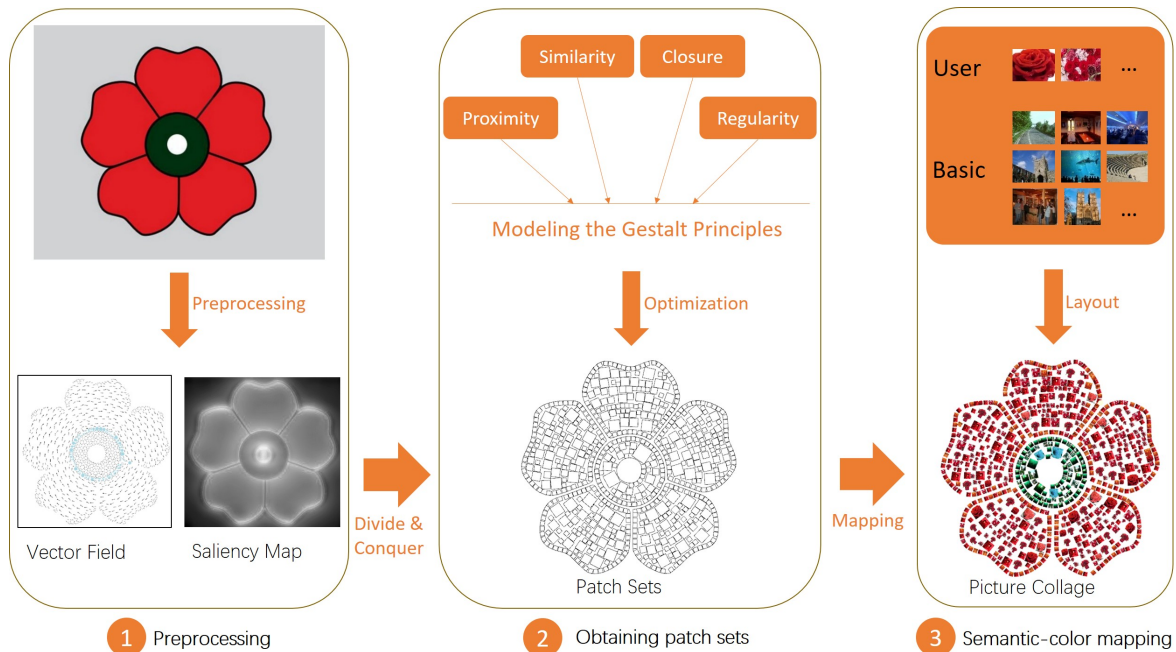 Preprocessing
Vector Field
Saliency Map
1 Preprocessing
Divide &
Conquer
Similarity
Closure
Proximity
Regularity
Modeling the Gestalt Principles
Optimization
Patch Sets
2 Obtaining patch sets
Mapping
User
...
Basic
...
Layout
Picture Collage
3 Semantic-color mapping